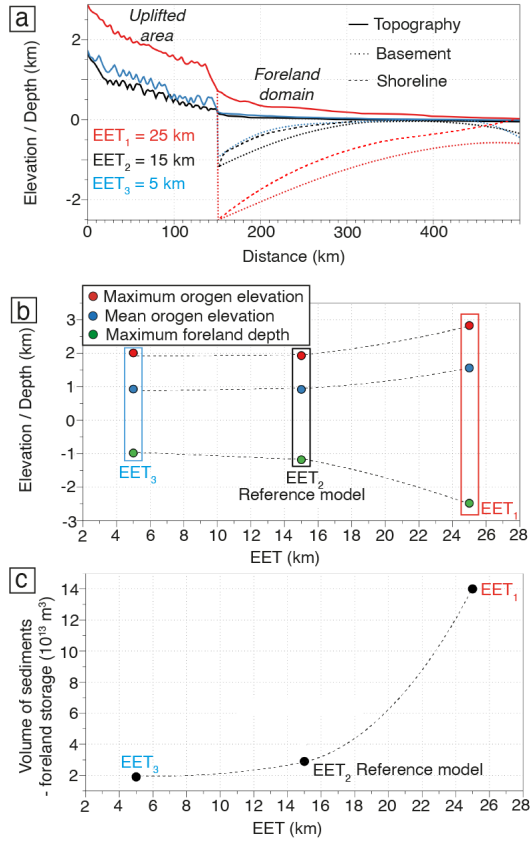 a
Uplifted
area
Foreland
domain
Topography
Basement
Shoreline
EET1 = 25 km
EET2 = 15 km
EET3 = 5 km
Elevation / Depth (km)
2
0
-2
0 100 200 300 400
Distance (km)
b
Maximum orogen elevation
Mean orogen elevation
Maximum foreland depth
Elevation / Depth (km)
3
2
1
0
-1
-2
-3
EET3
EET2
Reference model
EET1
2 4 6 8 10 12 14 16 18 20 22 24 26 28
EET (km)
c
Volume of sediments
- foreland storage (10¹³ m³)
14
12
10
8
6
4
2
EET1
EET3
EET2 Reference model
2 4 6 8 10 12 14 16 18 20 22 24 26 28
EET (km)